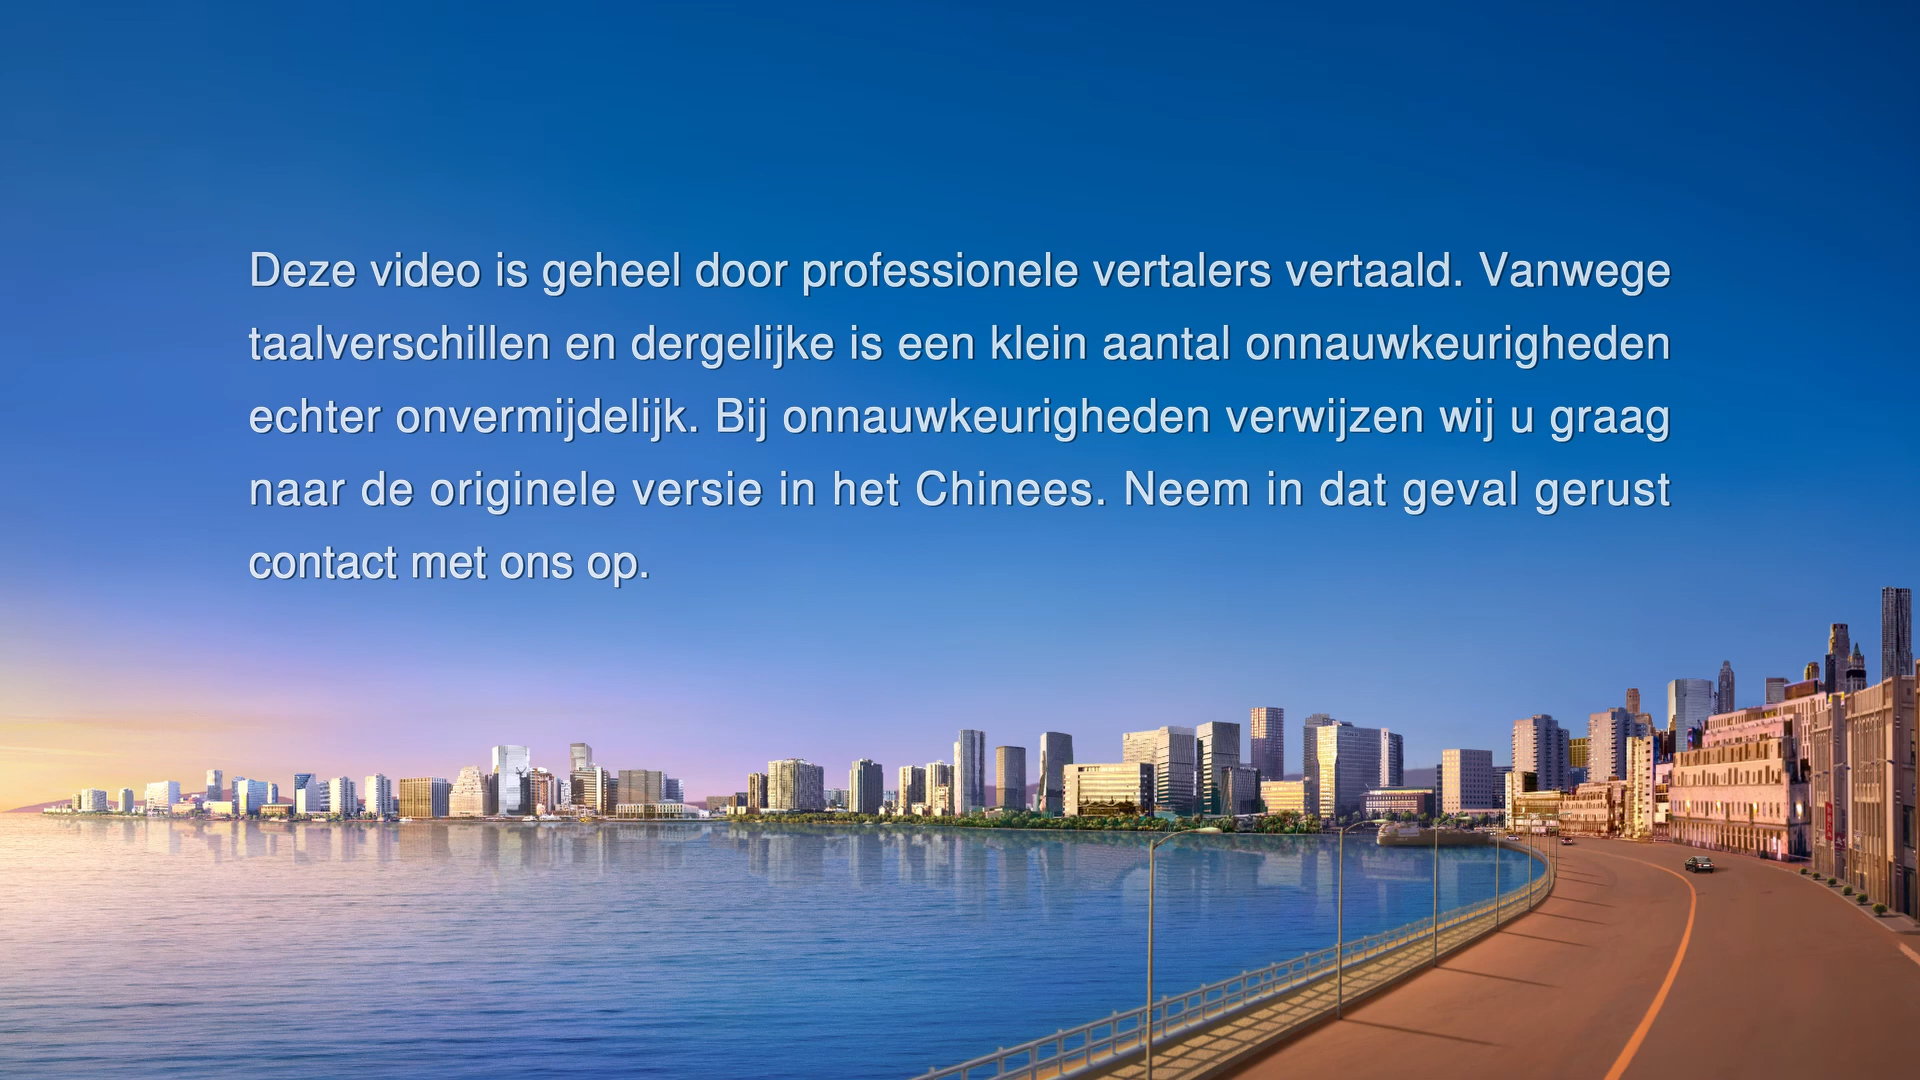 Deze video is geheel door professionele vertalers vertaald. Vanwege
taalverschillen en dergelijke is een klein aantal onnauwkeurigheden
echter onvermijdelijk. Bij onnauwkeurigheden verwijzen wij u graag
naar de originele versie in het Chinees. Neem in dat geval gerust
contact met ons op.